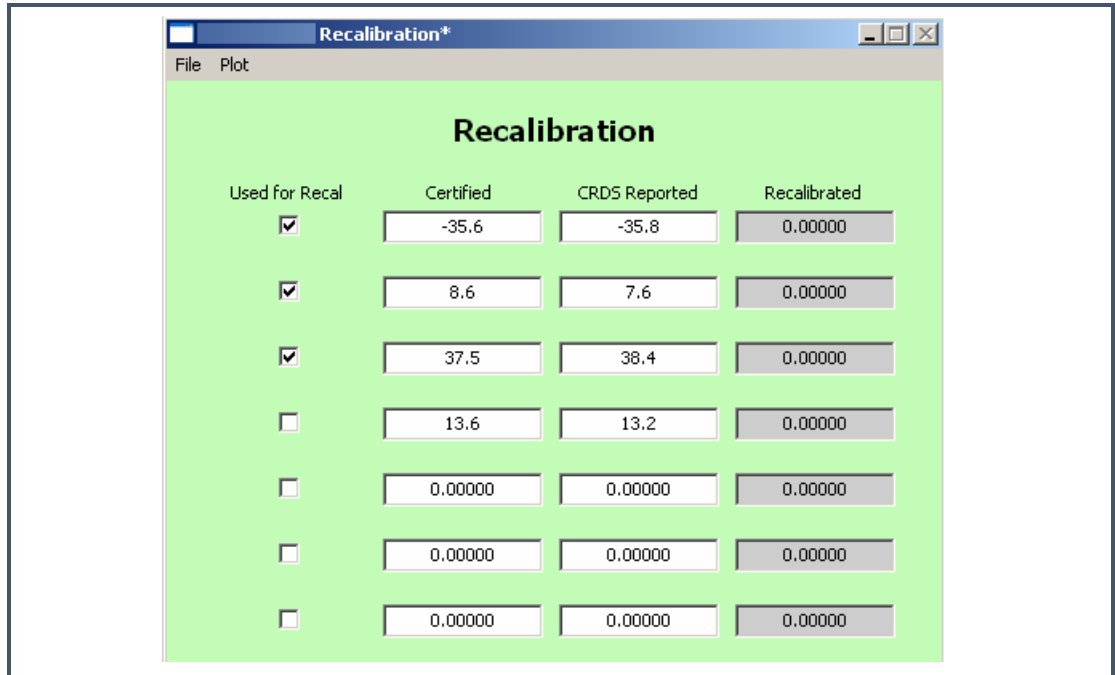 Recalibration*
File Plot
Recalibration
Used for Recal Certified CRDS Reported Recalibrated
-35.6 -35.8 0.00000
8.6 7.6 0.00000
37.5 38.4 0.00000
13.6 13.2 0.00000
0.00000 0.00000 0.00000
0.00000 0.00000 0.00000
0.00000 0.00000 0.00000